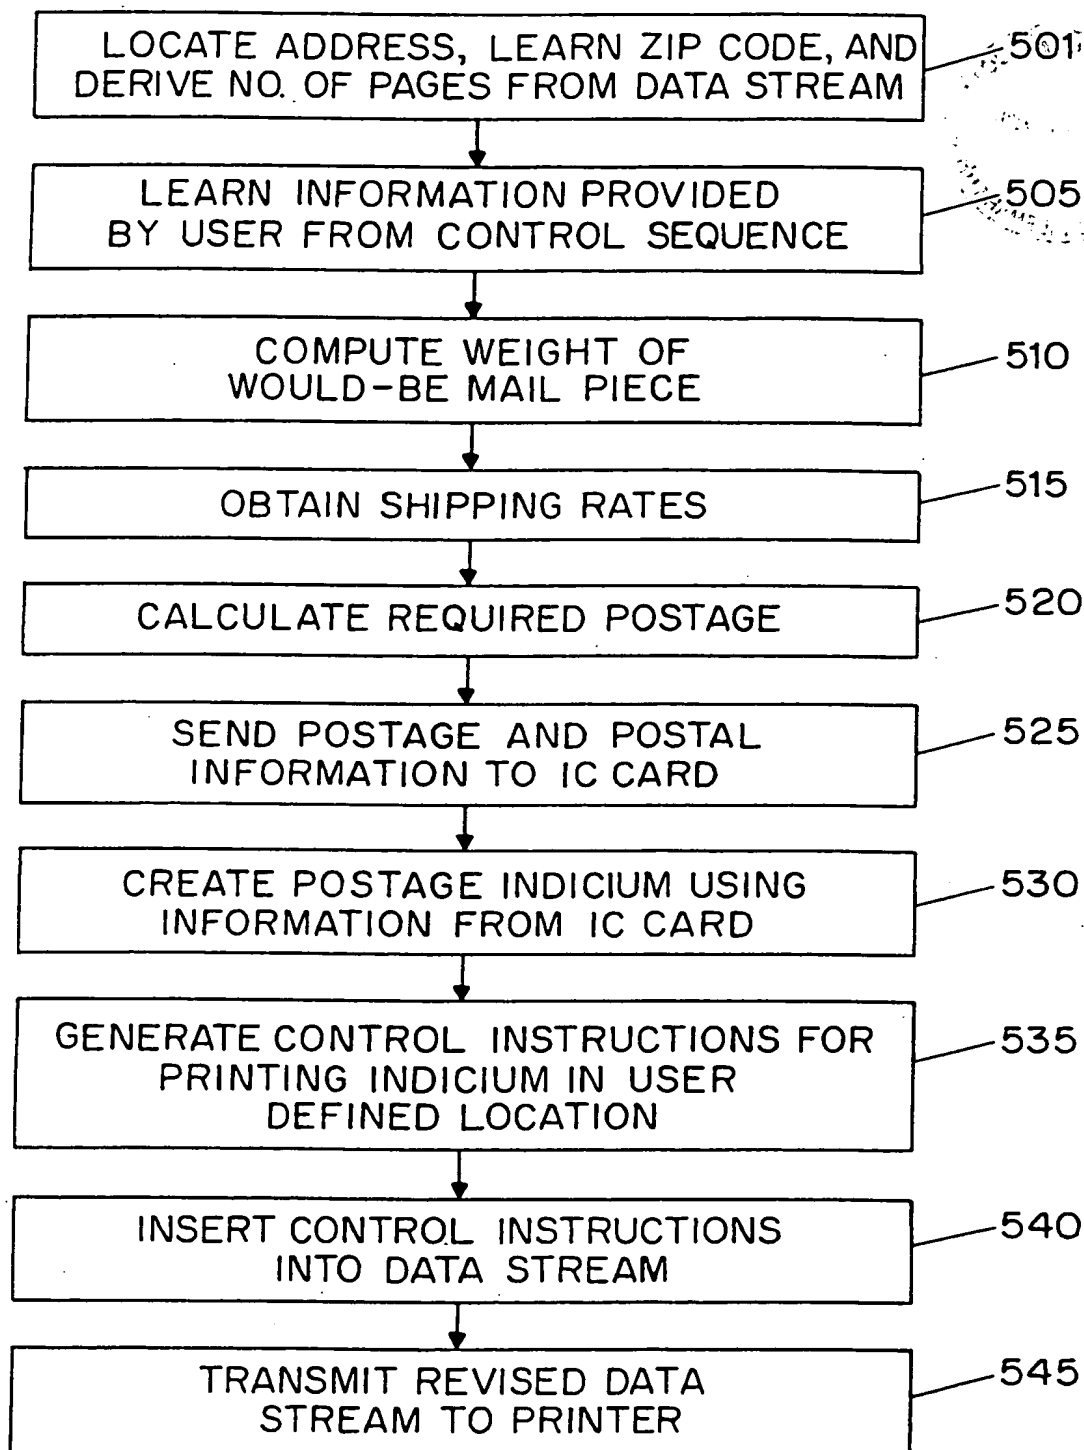 LOCATE ADDRESS, LEARN ZIP CODE, AND
DERIVE NO. OF PAGES FROM DATA STREAM
501
LEARN INFORMATION PROVIDED
BY USER FROM CONTROL SEQUENCE
505
COMPUTE WEIGHT OF
WOULD-BE MAIL PIECE
510
OBTAIN SHIPPING RATES
515
CALCULATE REQUIRED POSTAGE
520
SEND POSTAGE AND POSTAL
INFORMATION TO IC CARD
525
CREATE POSTAGE INDICIUM USING
INFORMATION FROM IC CARD
530
GENERATE CONTROL INSTRUCTIONS FOR
PRINTING INDICIUM IN USER
DEFINED LOCATION
535
INSERT CONTROL INSTRUCTIONS
INTO DATA STREAM
540
TRANSMIT REVISED DATA
STREAM TO PRINTER
545